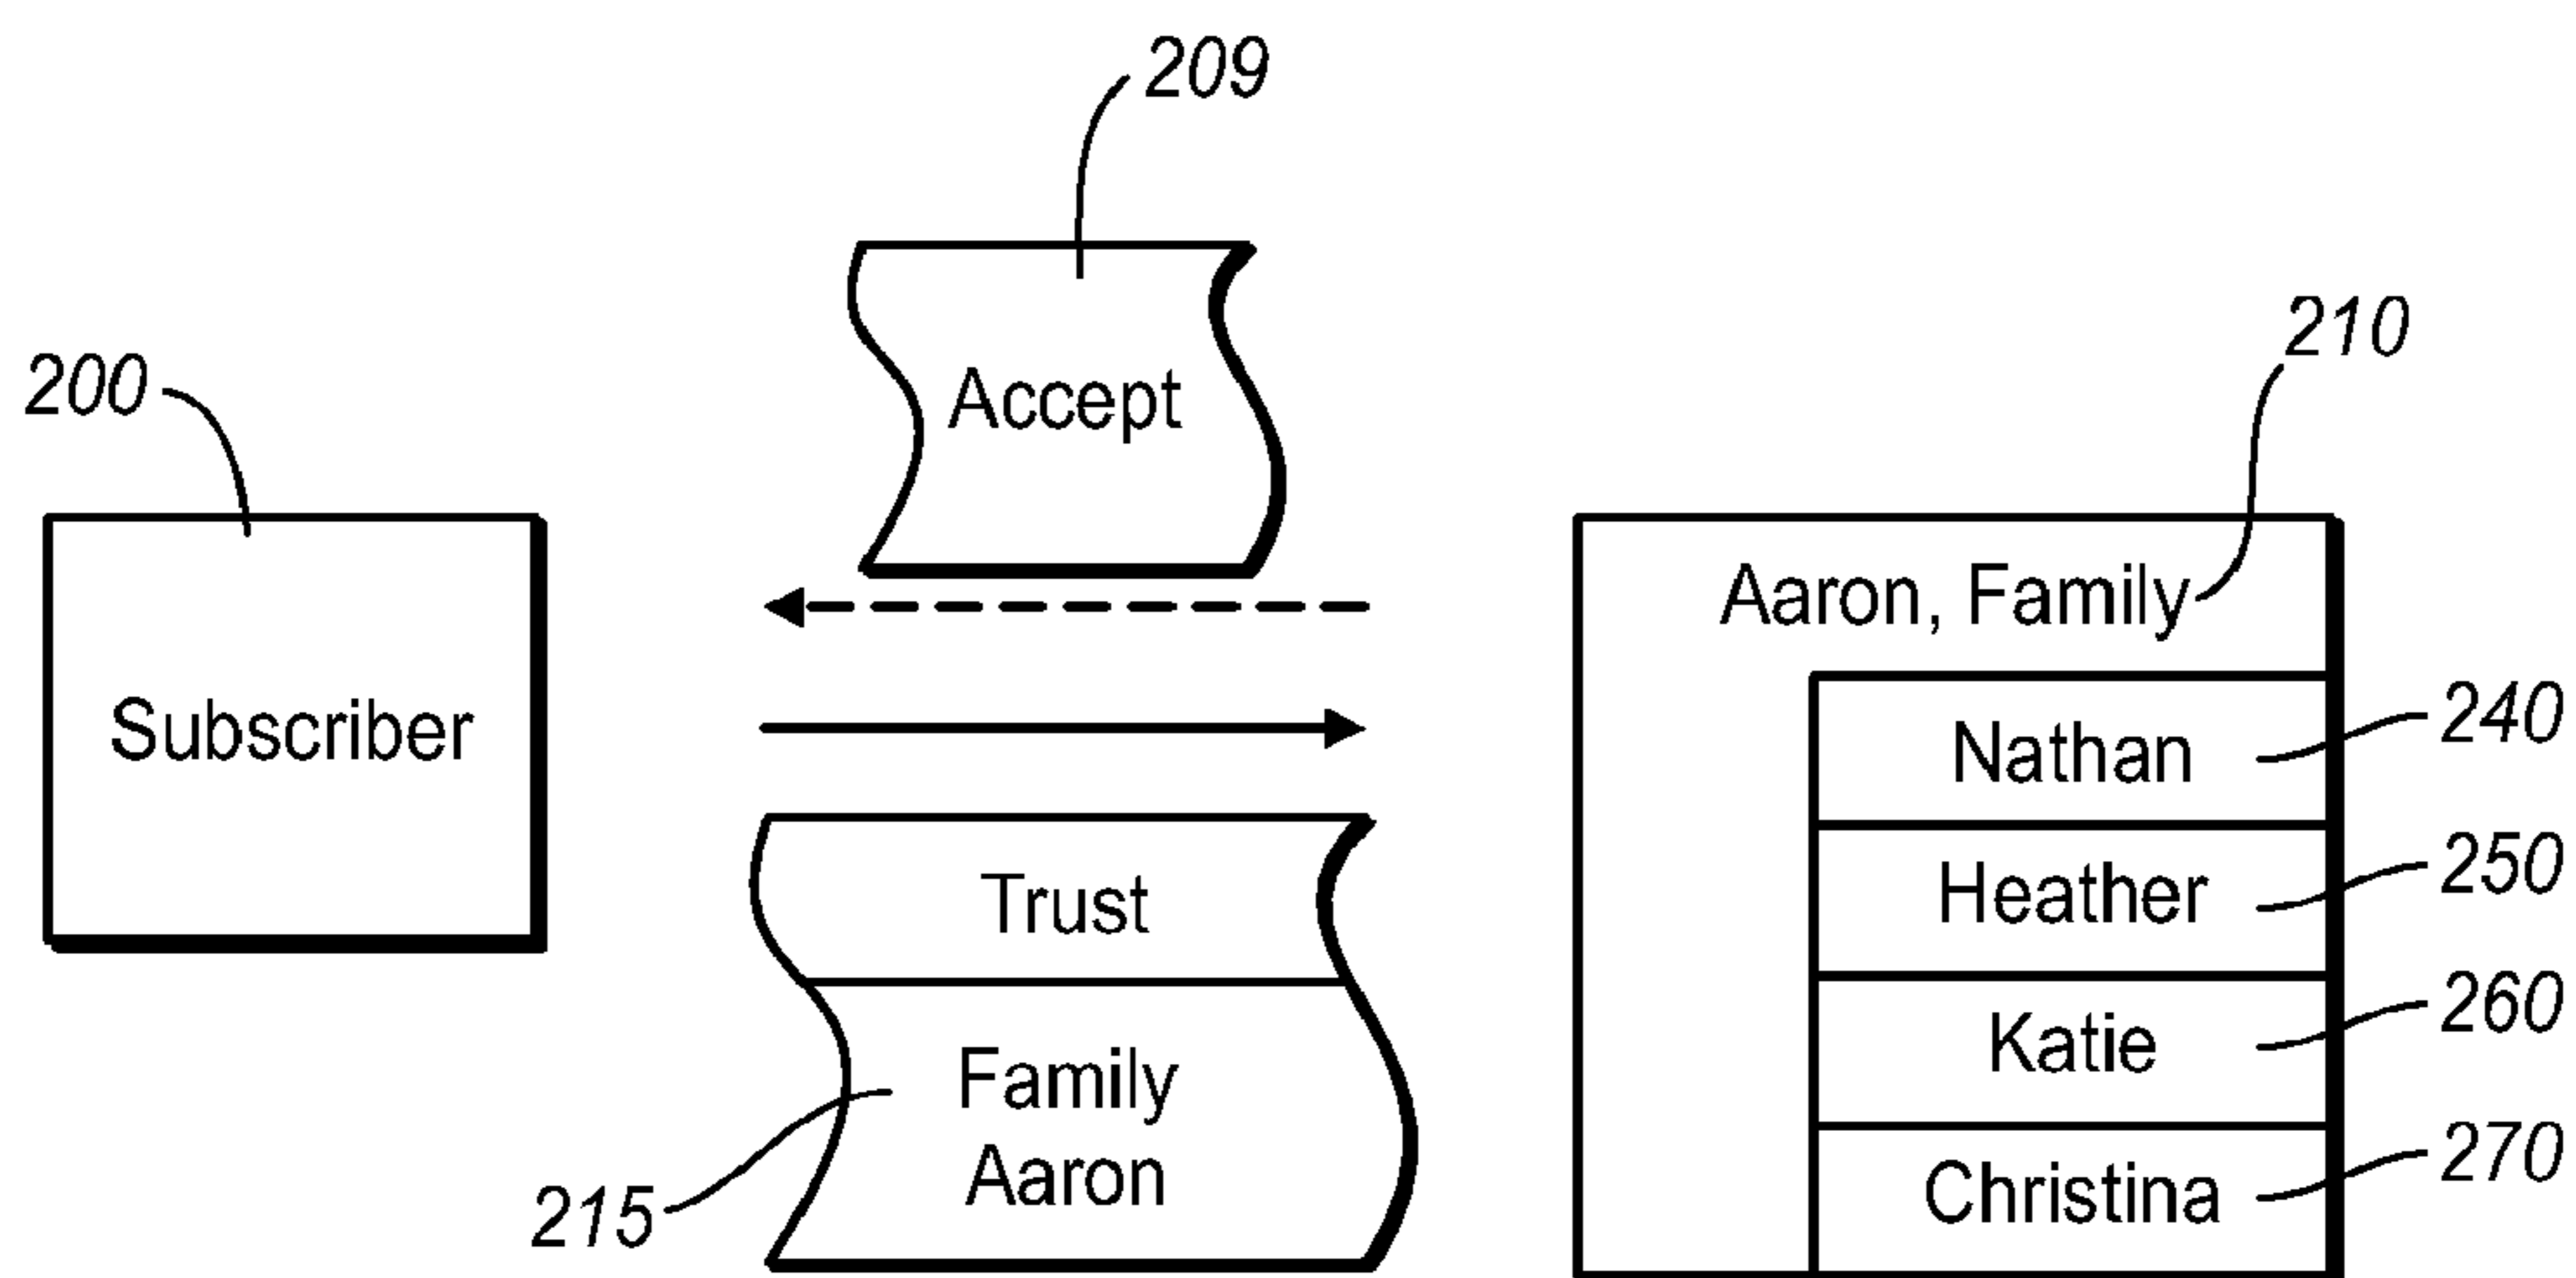 209
Accept
210
200
Aaron, Family
Subscriber
Nathan
240
Heather
250
Trust
Katie
260
Family
Aaron
215
Christina
270